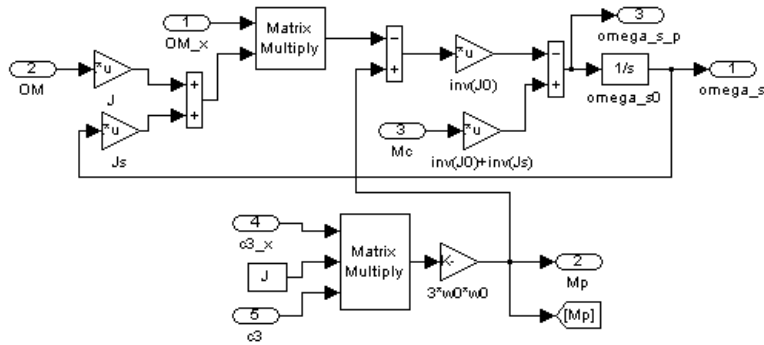 1
OM_x
Matrix
Multiply
3
omega_s_p
2
OM
*u
J
+
+
−
+
*u
inv(J0)
−
+
1/s
omega_s0
1
omega_s
*u
Js
3
Mc
*u
inv(J0)+inv(Js)
4
c3_x
J
5
c3
Matrix
Multiply
K-
3*w0*w0
2
Mp
[Mp]